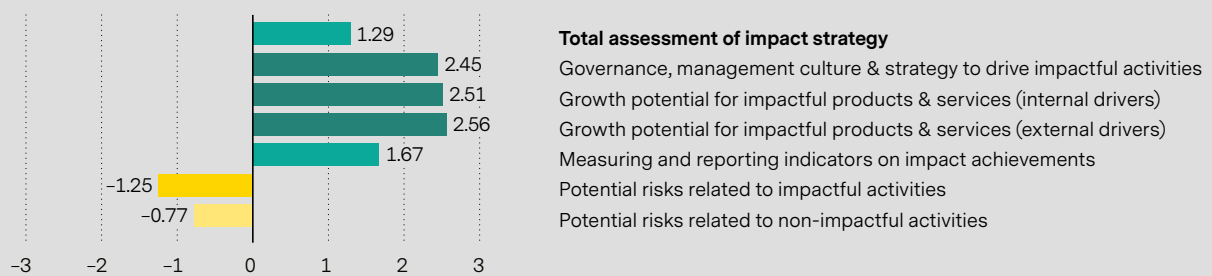 1.29 Total assessment of impact strategy
2.45 Governance, management culture & strategy to drive impactful activities
2.51 Growth potential for impactful products & services (internal drivers)
2.56 Growth potential for impactful products & services (external drivers)
1.67 Measuring and reporting indicators on impact achievements
–1.25 Potential risks related to impactful activities
–0.77 Potential risks related to non-impactful activities
–3 –2 –1 0 1 2 3